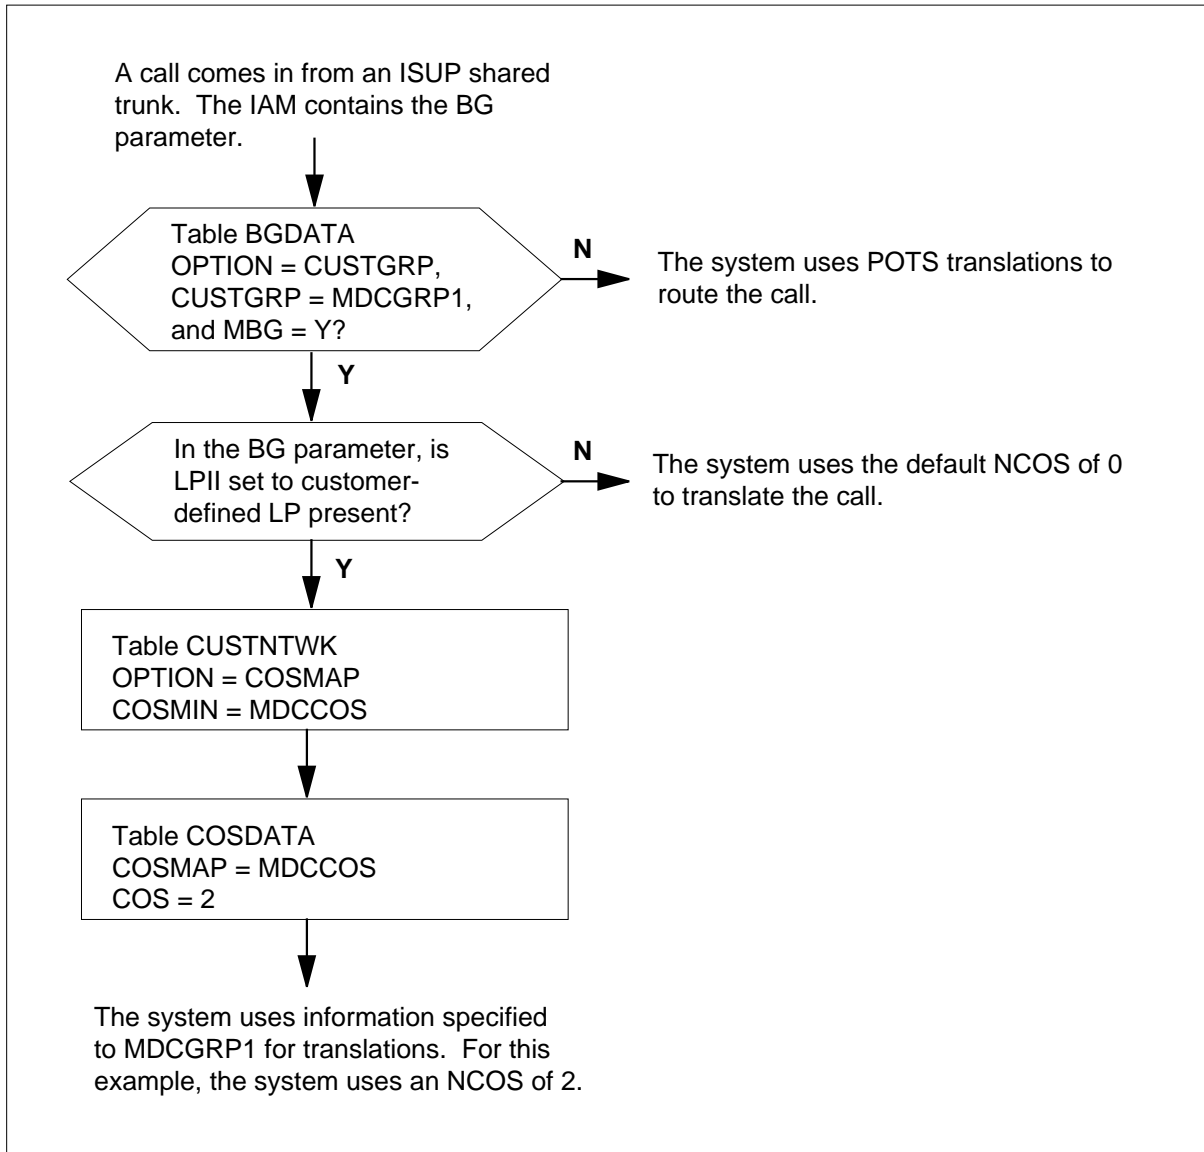 A call comes in from an ISUP shared
trunk.  The IAM contains the BG
parameter.
Table BGDATA
OPTION = CUSTGRP,
CUSTGRP = MDCGRP1,
and MBG = Y?
N
The system uses POTS translations to
route the call.
Y
In the BG parameter, is
LPII set to customer-
defined LP present?
N
The system uses the default NCOS of 0
to translate the call.
Y
Table CUSTNTWK
OPTION = COSMAP
COSMIN = MDCCOS
Table COSDATA
COSMAP = MDCCOS
COS = 2
The system uses information specified
to MDCGRP1 for translations.  For this
example, the system uses an NCOS of 2.